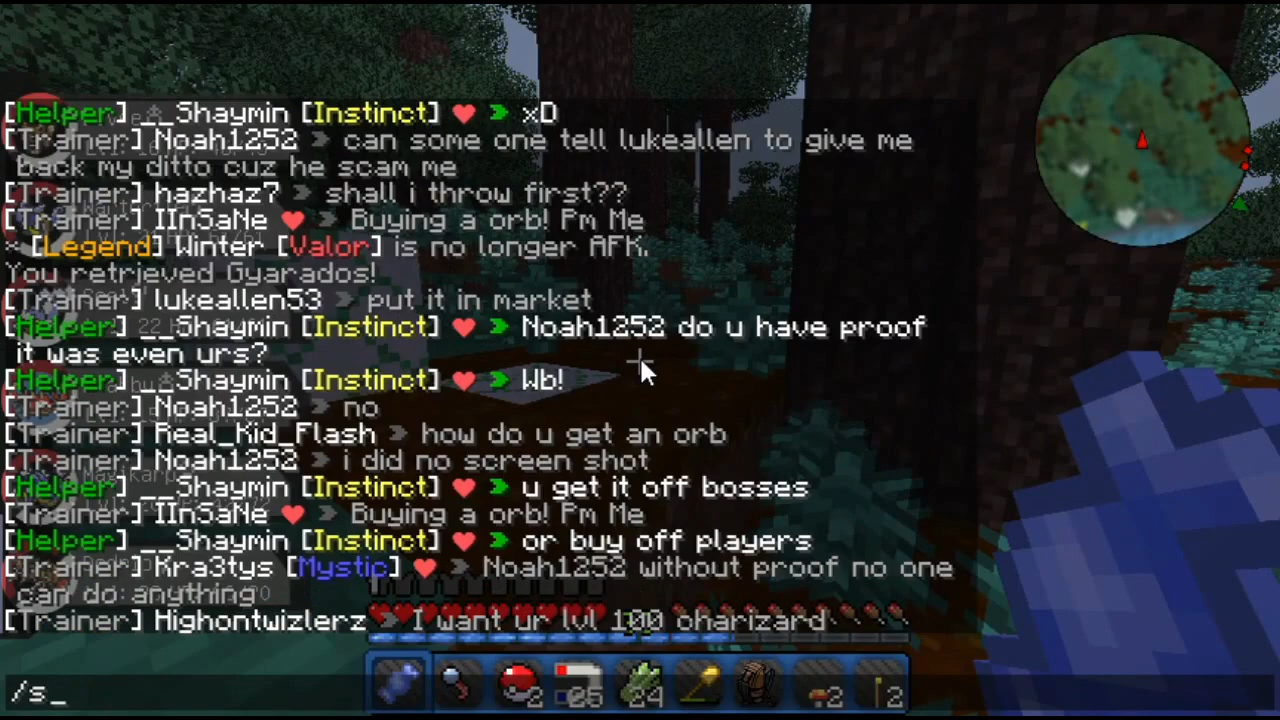 [Helper] __Shaymin [Instinct] ❤ > xD
[Trainer] Noah1252 > can some one tell lukeallen to give me
back my ditto cuz he scam me
[Trainer] hazhaz7 > shall i throw first??
[Trainer] IInSaNe ❤ > Buying a orb! Pm Me
* [Legend] Winter [Valor] is no longer AFK.
You retrieved Gyarados!
[Trainer] lukeallen53 > put it in market
[Helper] __Shaymin [Instinct] ❤ > Noah1252 do u have proof
it was even urs?
[Helper] __Shaymin [Instinct] ❤ > Wb!
[Trainer] Noah1252 > no
[Trainer] Real_Kid_Flash > how do u get an orb
[Trainer] Noah1252 > i did no screen shot
[Helper] __Shaymin [Instinct] ❤ > u get it off bosses
[Trainer] IInSaNe ❤ > Buying a orb! Pm Me
[Helper] __Shaymin [Instinct] ❤ > or buy off players
[Trainer] Kra3tys [Mystic] ❤ > Noah1252 without proof no one
can do anything
[Trainer] Highontwizlerz > I want ur lvl 100 charizard
2 25 24 2 2
/s_